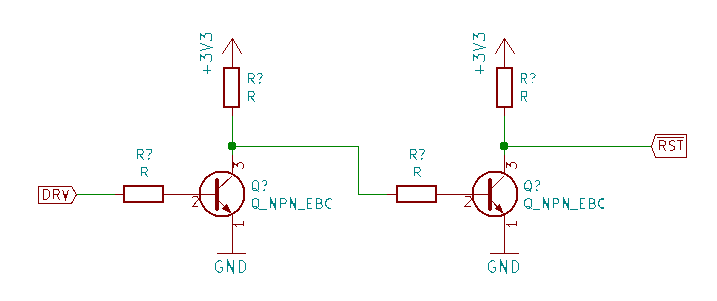 +3V3
R?
R
+3V3
R?
R
R?
R
DRV
2
3
Q?
Q_NPN_EBC
1
GND
R?
R
2
3
Q?
Q_NPN_EBC
1
GND
RST